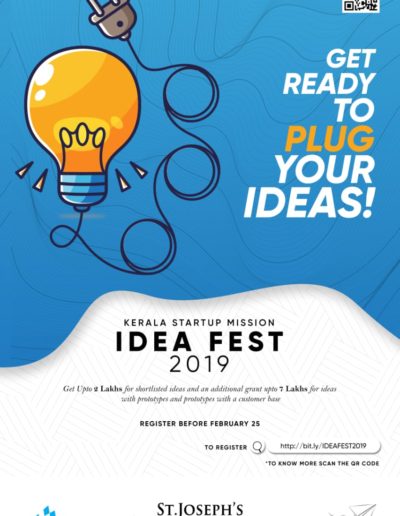 GET
READY
TO
PLUG
YOUR
IDEAS!
KERALA STARTUP MISSION
IDEA FEST
2019
Get Upto 2 Lakhs for shortlisted ideas and an additional grant upto 7 Lakhs for ideas
with prototypes and prototypes with a customer base
REGISTER BEFORE FEBRUARY 25
TO REGISTER http://bit.ly/IDEAFEST2019
*TO KNOW MORE SCAN THE QR CODE
ST.JOSEPH'S